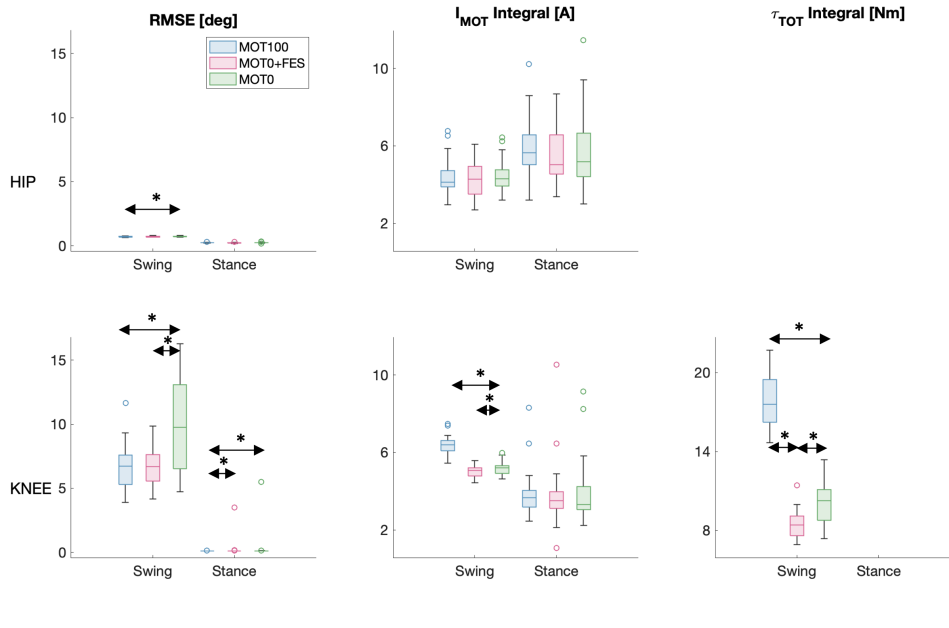 RMSE [deg]
I_MOT Integral [A]
τ_TOT Integral [Nm]
MOT100
MOT0+FES
MOT0
HIP
15
10
5
0
*
Swing
Stance
10
6
2
Swing
Stance
KNEE
15
10
5
0
*
*
*
*
Swing
Stance
10
6
2
*
*
Swing
Stance
20
14
8
*
*
*
Swing
Stance